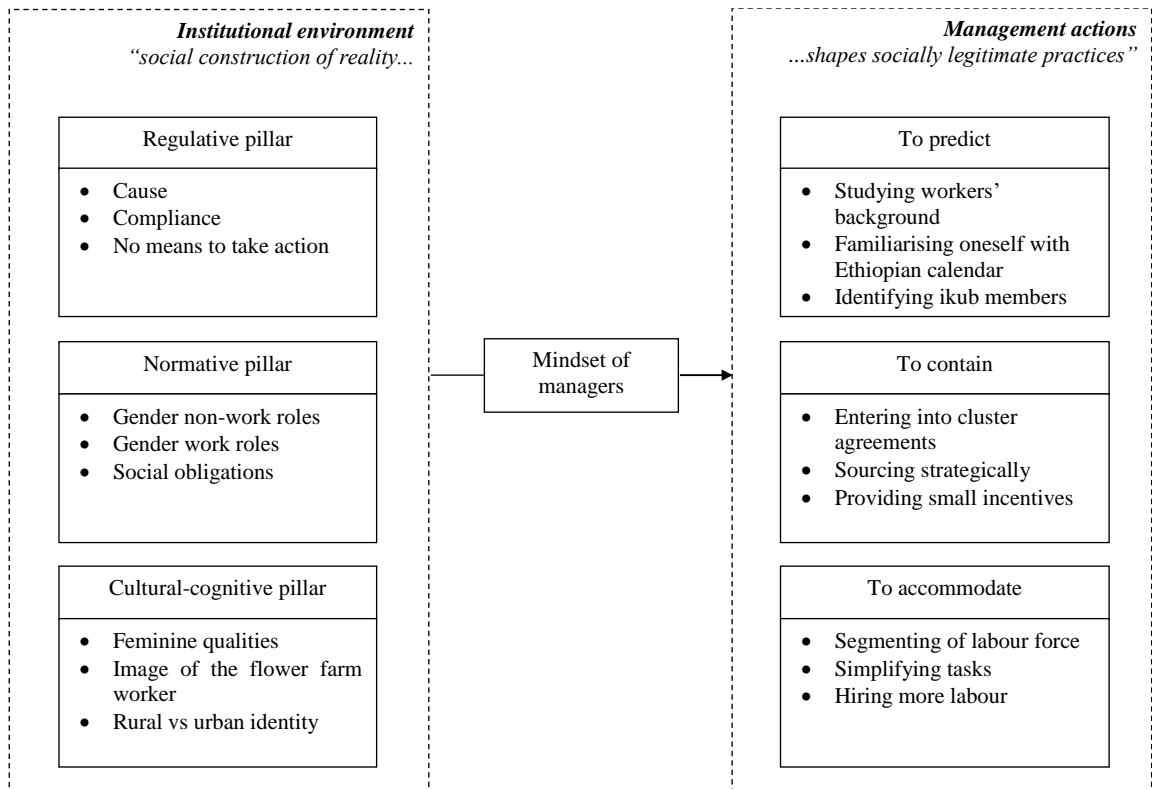 Institutional environment
“social construction of reality...
Regulative pillar
• Cause
• Compliance
• No means to take action
Normative pillar
• Gender non-work roles
• Gender work roles
• Social obligations
Cultural-cognitive pillar
• Feminine qualities
• Image of the flower farm
worker
• Rural vs urban identity
Mindset of
managers
Management actions
...shapes socially legitimate practices”
To predict
• Studying workers’
background
• Familiarising oneself with
Ethiopian calendar
• Identifying ikub members
To contain
• Entering into cluster
agreements
• Sourcing strategically
• Providing small incentives
To accommodate
• Segmenting of labour force
• Simplifying tasks
• Hiring more labour